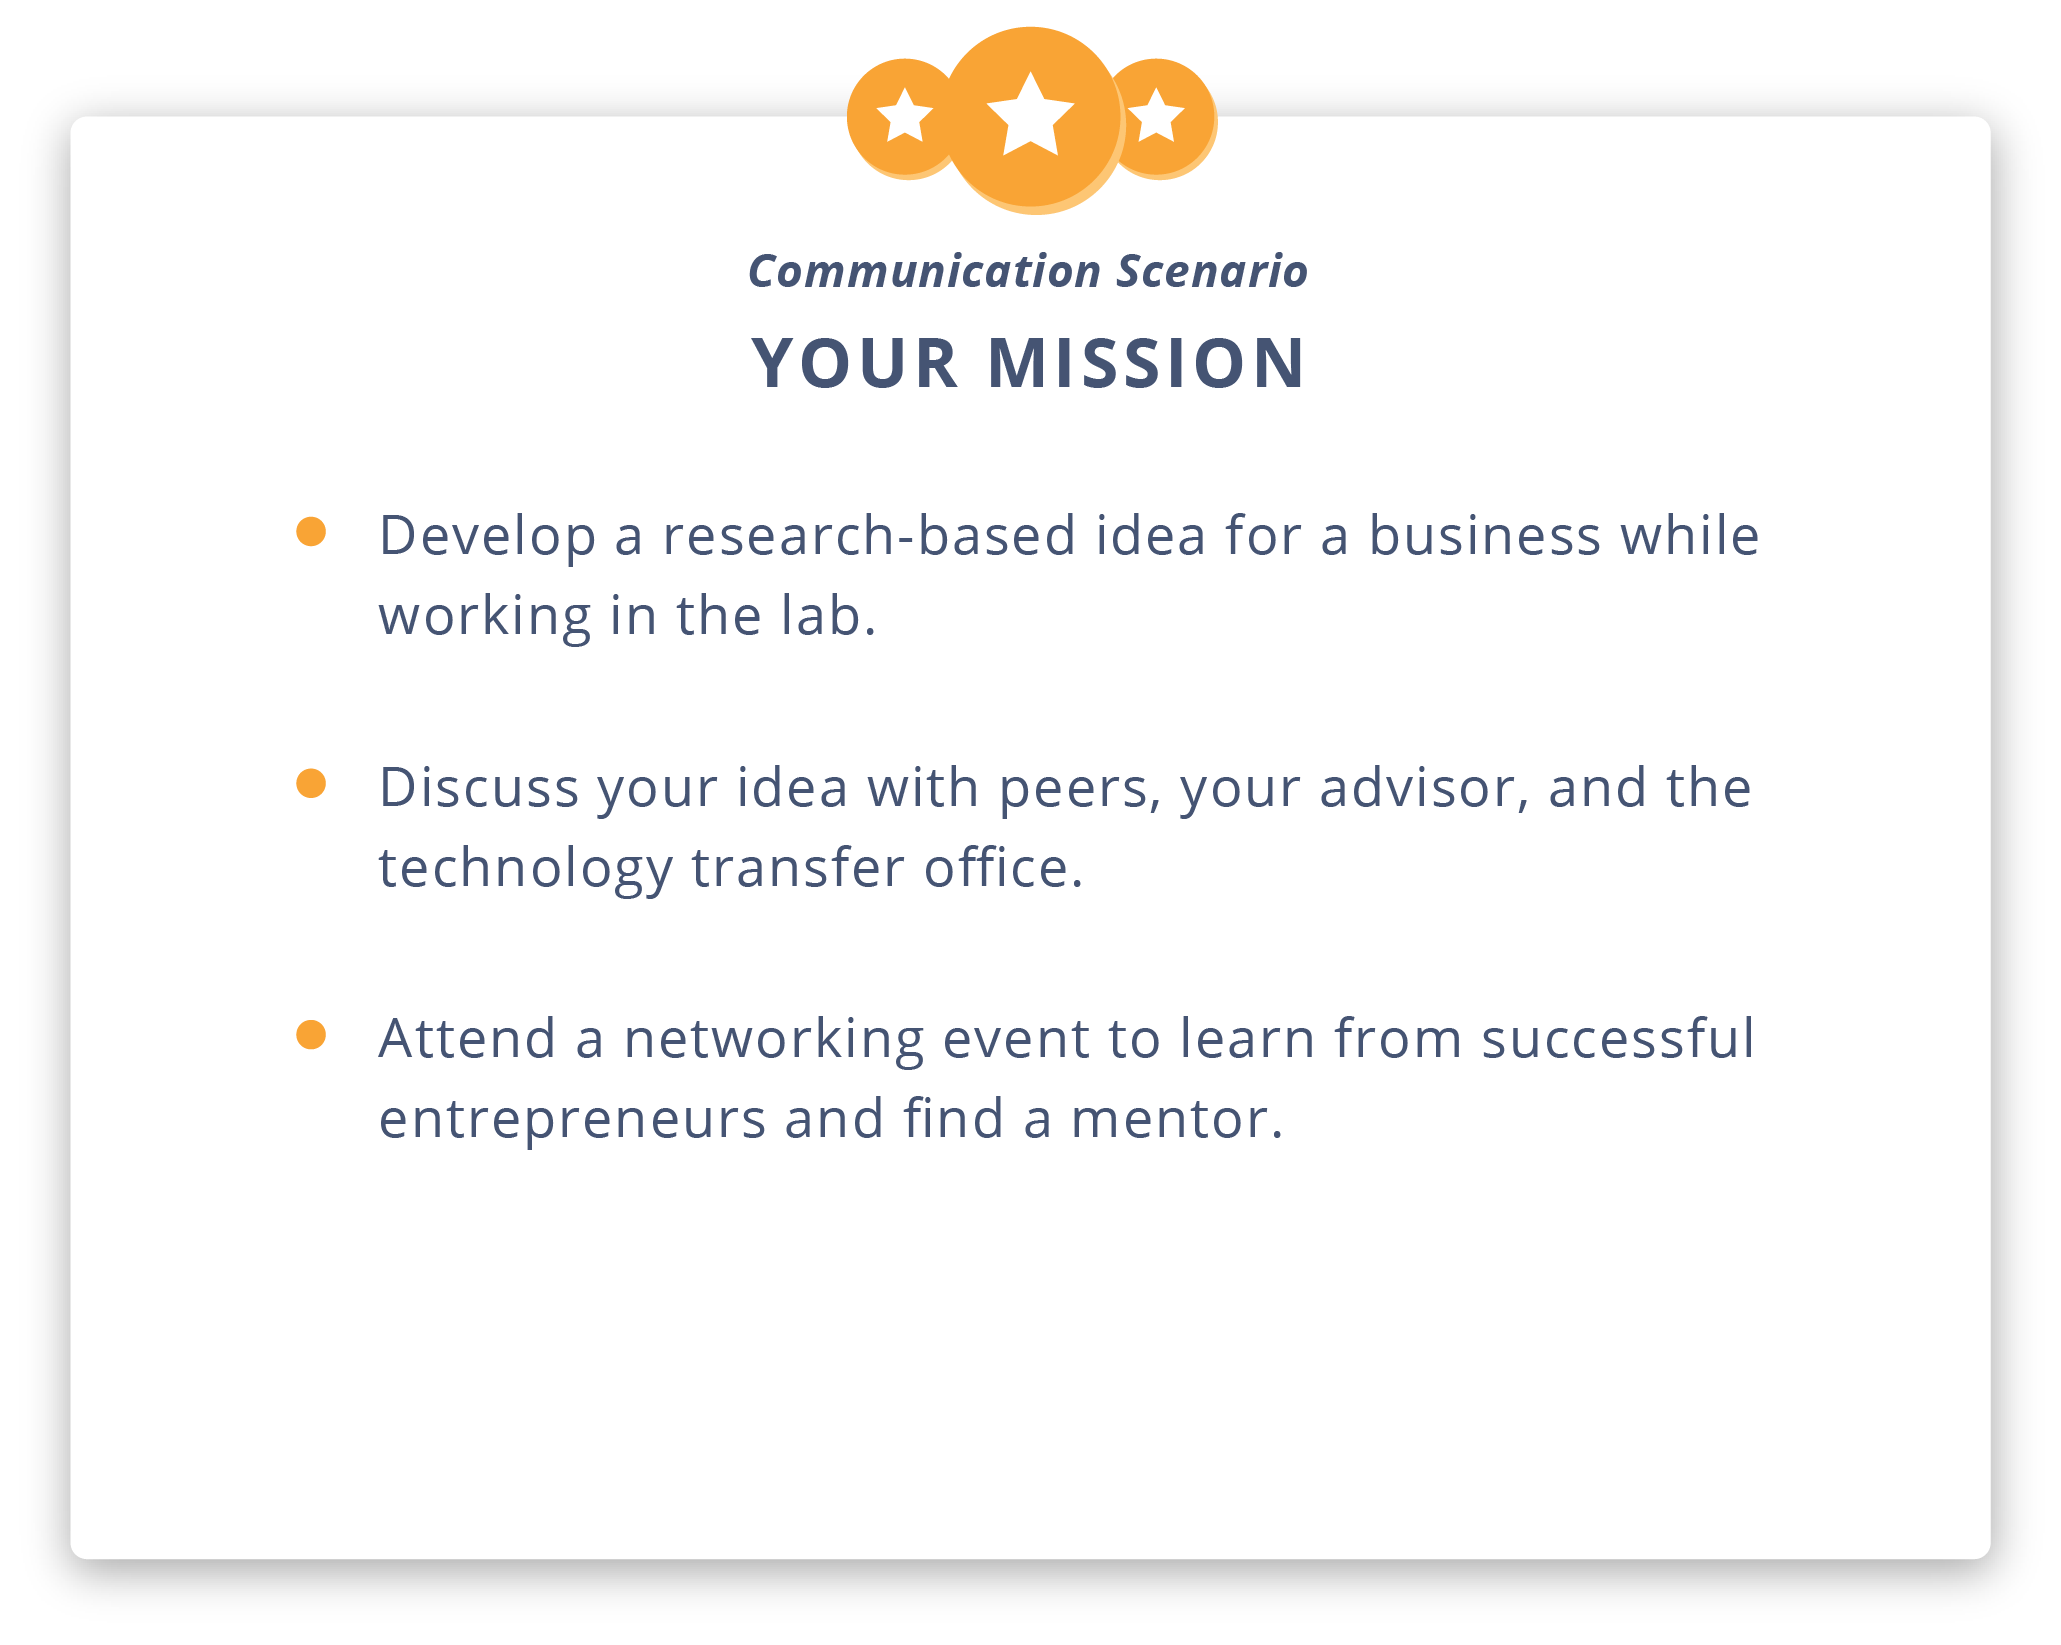 Communication Scenario
YOUR MISSION
Develop a research-based idea for a business while
working in the lab.
Discuss your idea with peers, your advisor, and the
technology transfer office.
Attend a networking event to learn from successful
entrepreneurs and find a mentor.